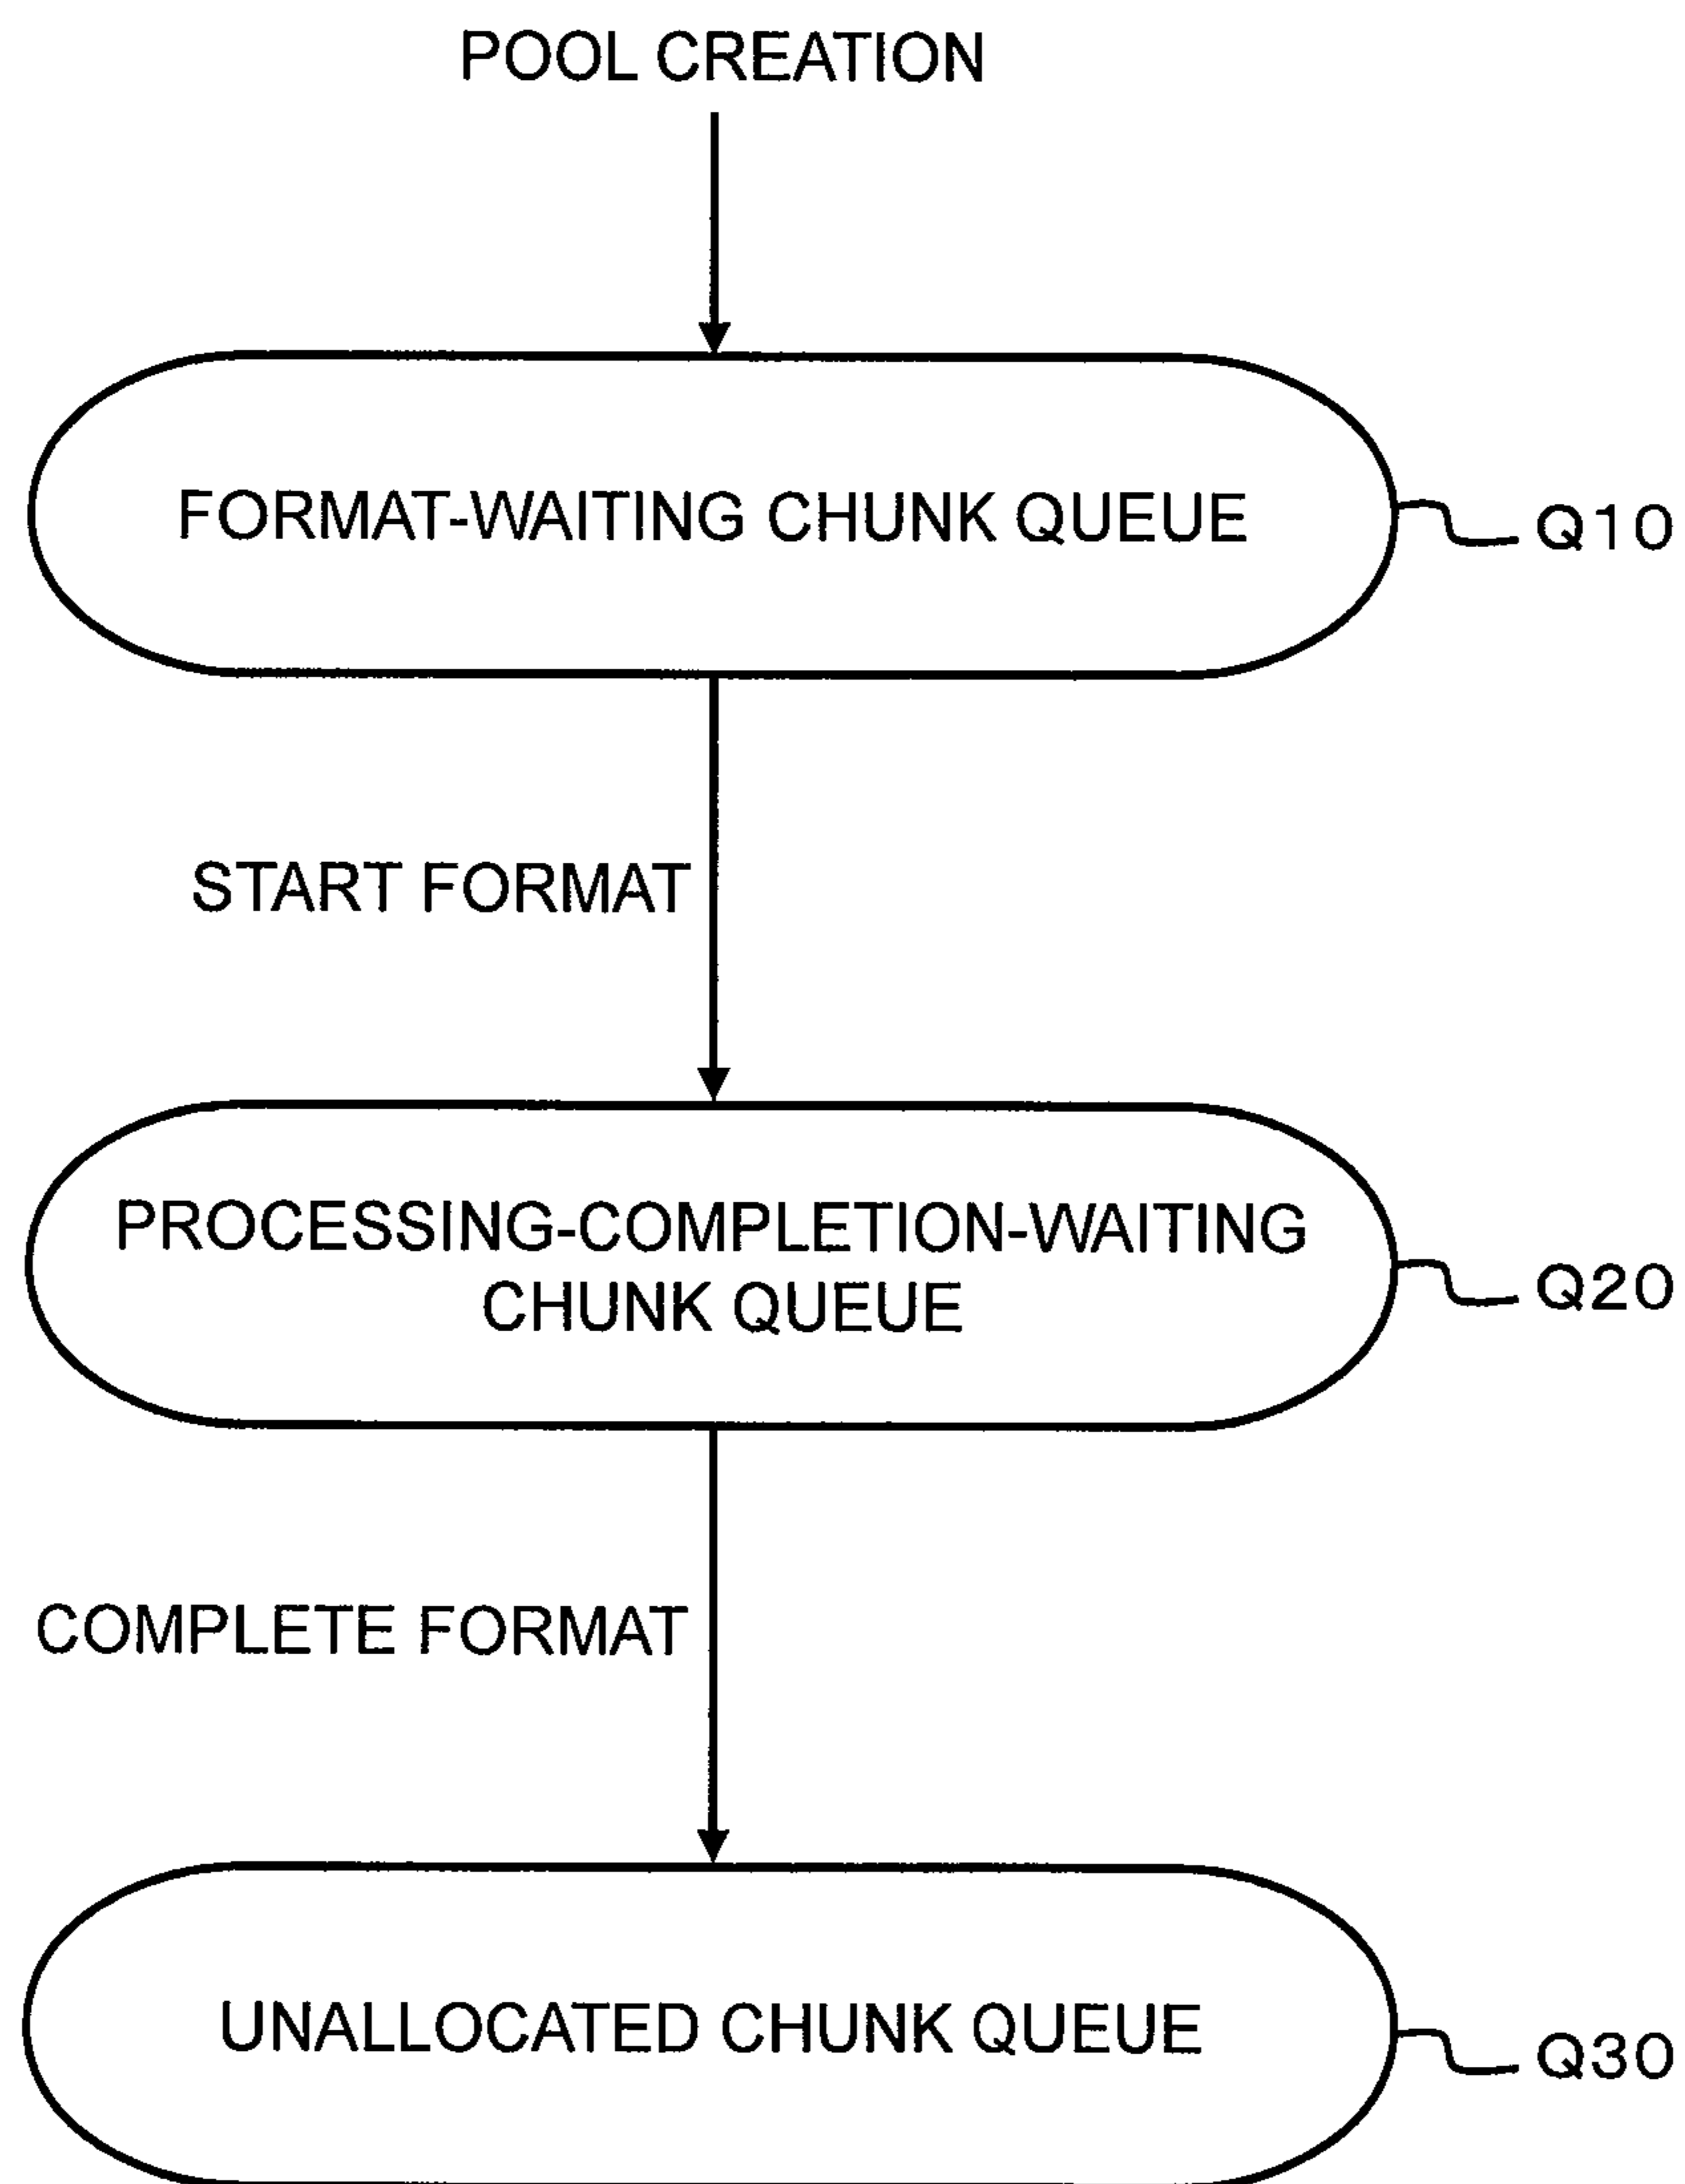 POOL CREATION
FORMAT-WAITING CHUNK QUEUE
Q10
START FORMAT
PROCESSING-COMPLETION-WAITING
CHUNK QUEUE
Q20
COMPLETE FORMAT
UNALLOCATED CHUNK QUEUE
Q30